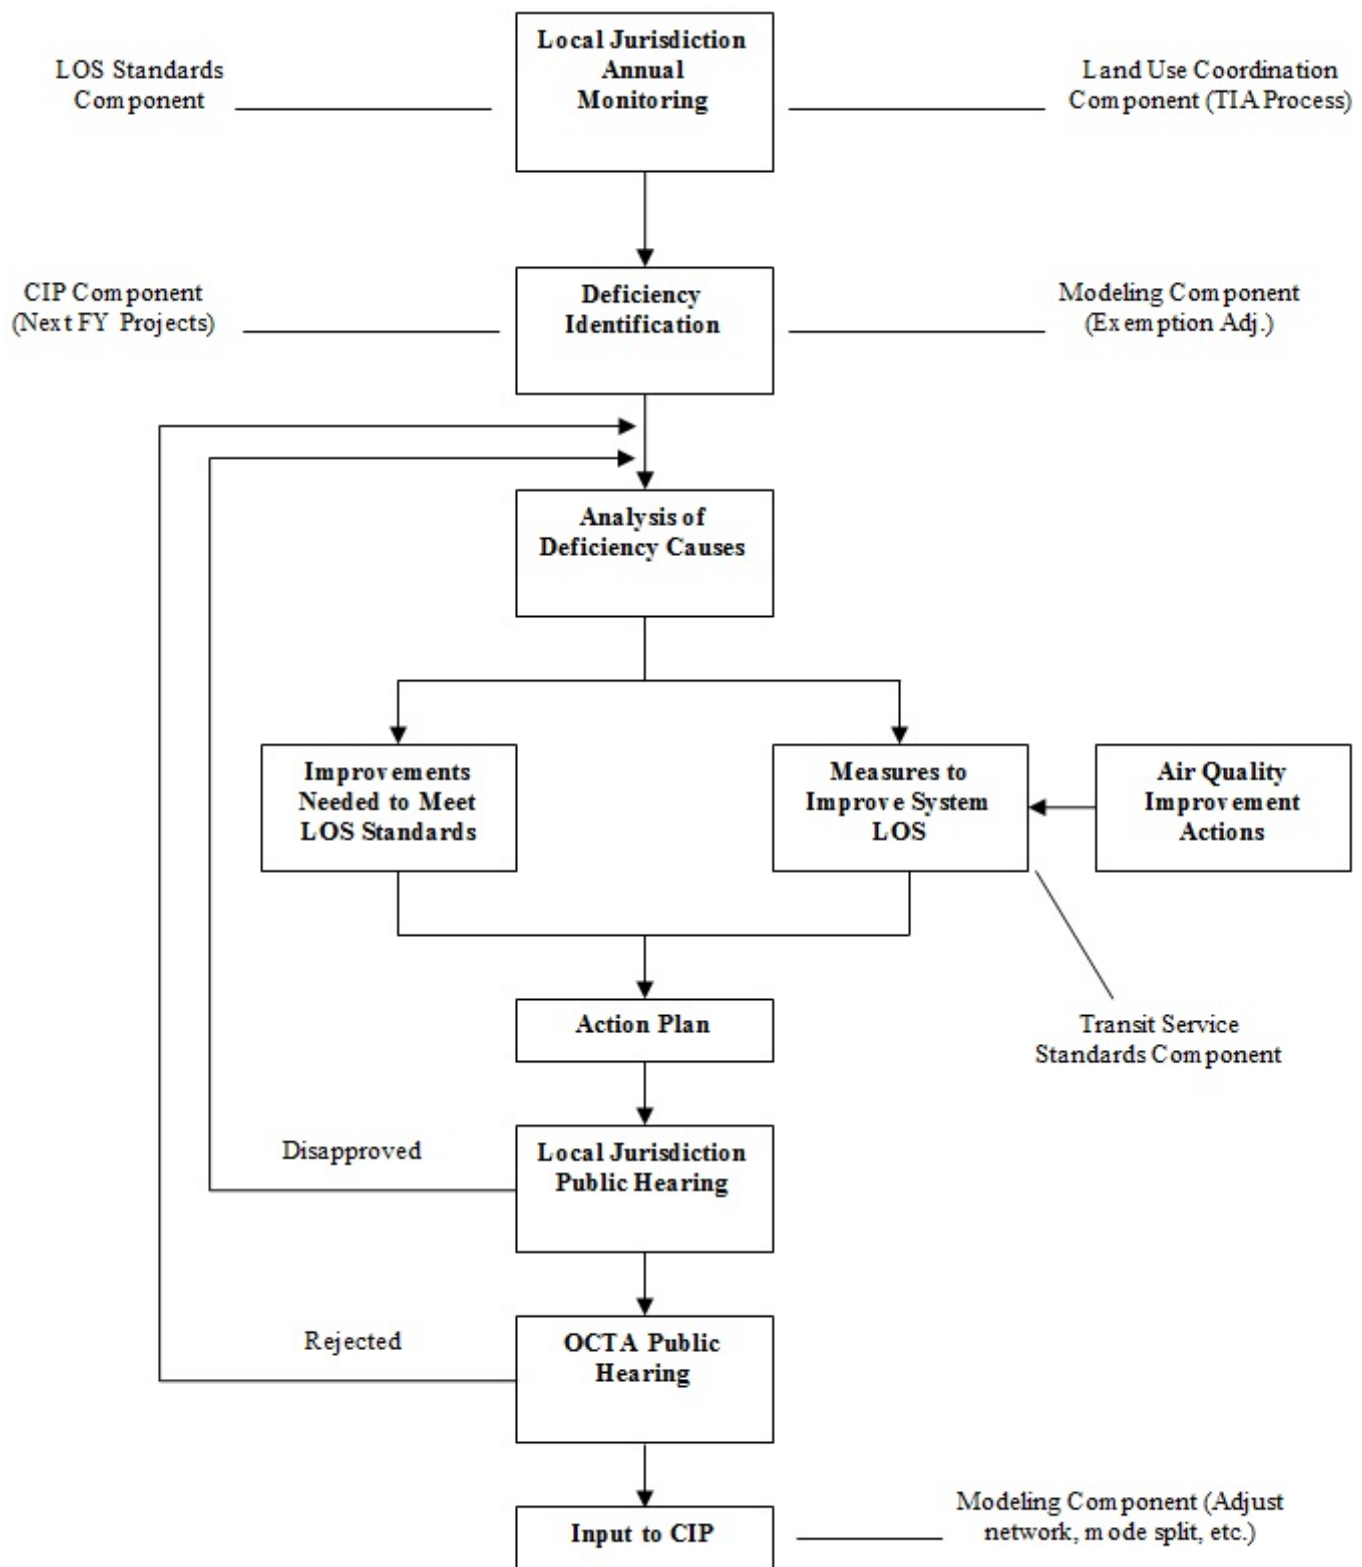 Local Jurisdiction
Annual
Monitoring
LOS Standards
Component
Land Use Coordination
Component (TIA Process)
Deficiency
Identification
CIP Component
(Next FY Projects)
Modeling Component
(Exemption Adj.)
Analysis of
Deficiency Causes
Improvements
Needed to Meet
LOS Standards
Measures to
Improve System
LOS
Air Quality
Improvement
Actions
Action Plan
Transit Service
Standards Component
Disapproved
Local Jurisdiction
Public Hearing
Rejected
OCTA Public
Hearing
Input to CIP
Modeling Component (Adjust
network, mode split, etc.)